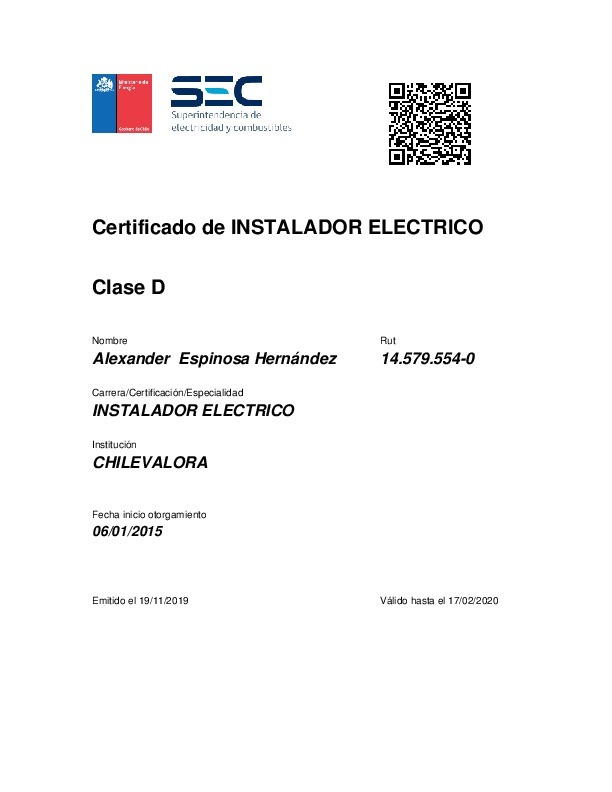 Ministerio de
Energía
Gobierno de Chile
SEC
Superintendencia de
electricidad y combustibles
Certificado de INSTALADOR ELECTRICO
Clase D
Nombre
Rut
Alexander  Espinosa Hernández
14.579.554-0
Carrera/Certificación/Especialidad
INSTALADOR ELECTRICO
Institución
CHILEVALORA
Fecha inicio otorgamiento
06/01/2015
Emitido el 19/11/2019
Válido hasta el 17/02/2020